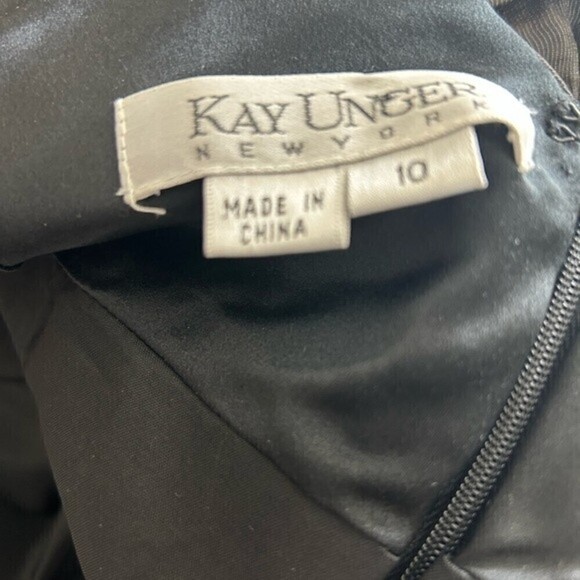 KAY UNGER
NEW YORK
10
MADE IN
CHINA